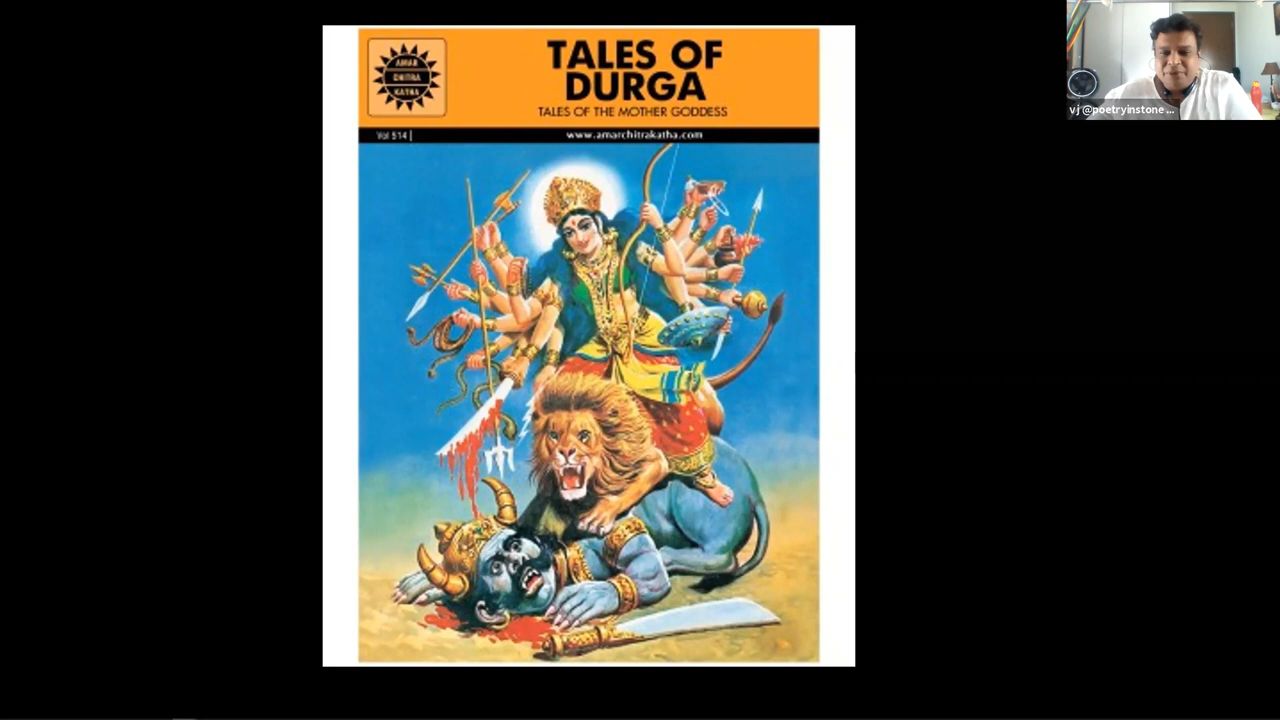 AMAR
CHITRA
KATHA
TALES OF
DURGA
TALES OF THE MOTHER GODDESS
Vol 514 |
www.amarchitrakatha.com
vj @poetryinstone ...